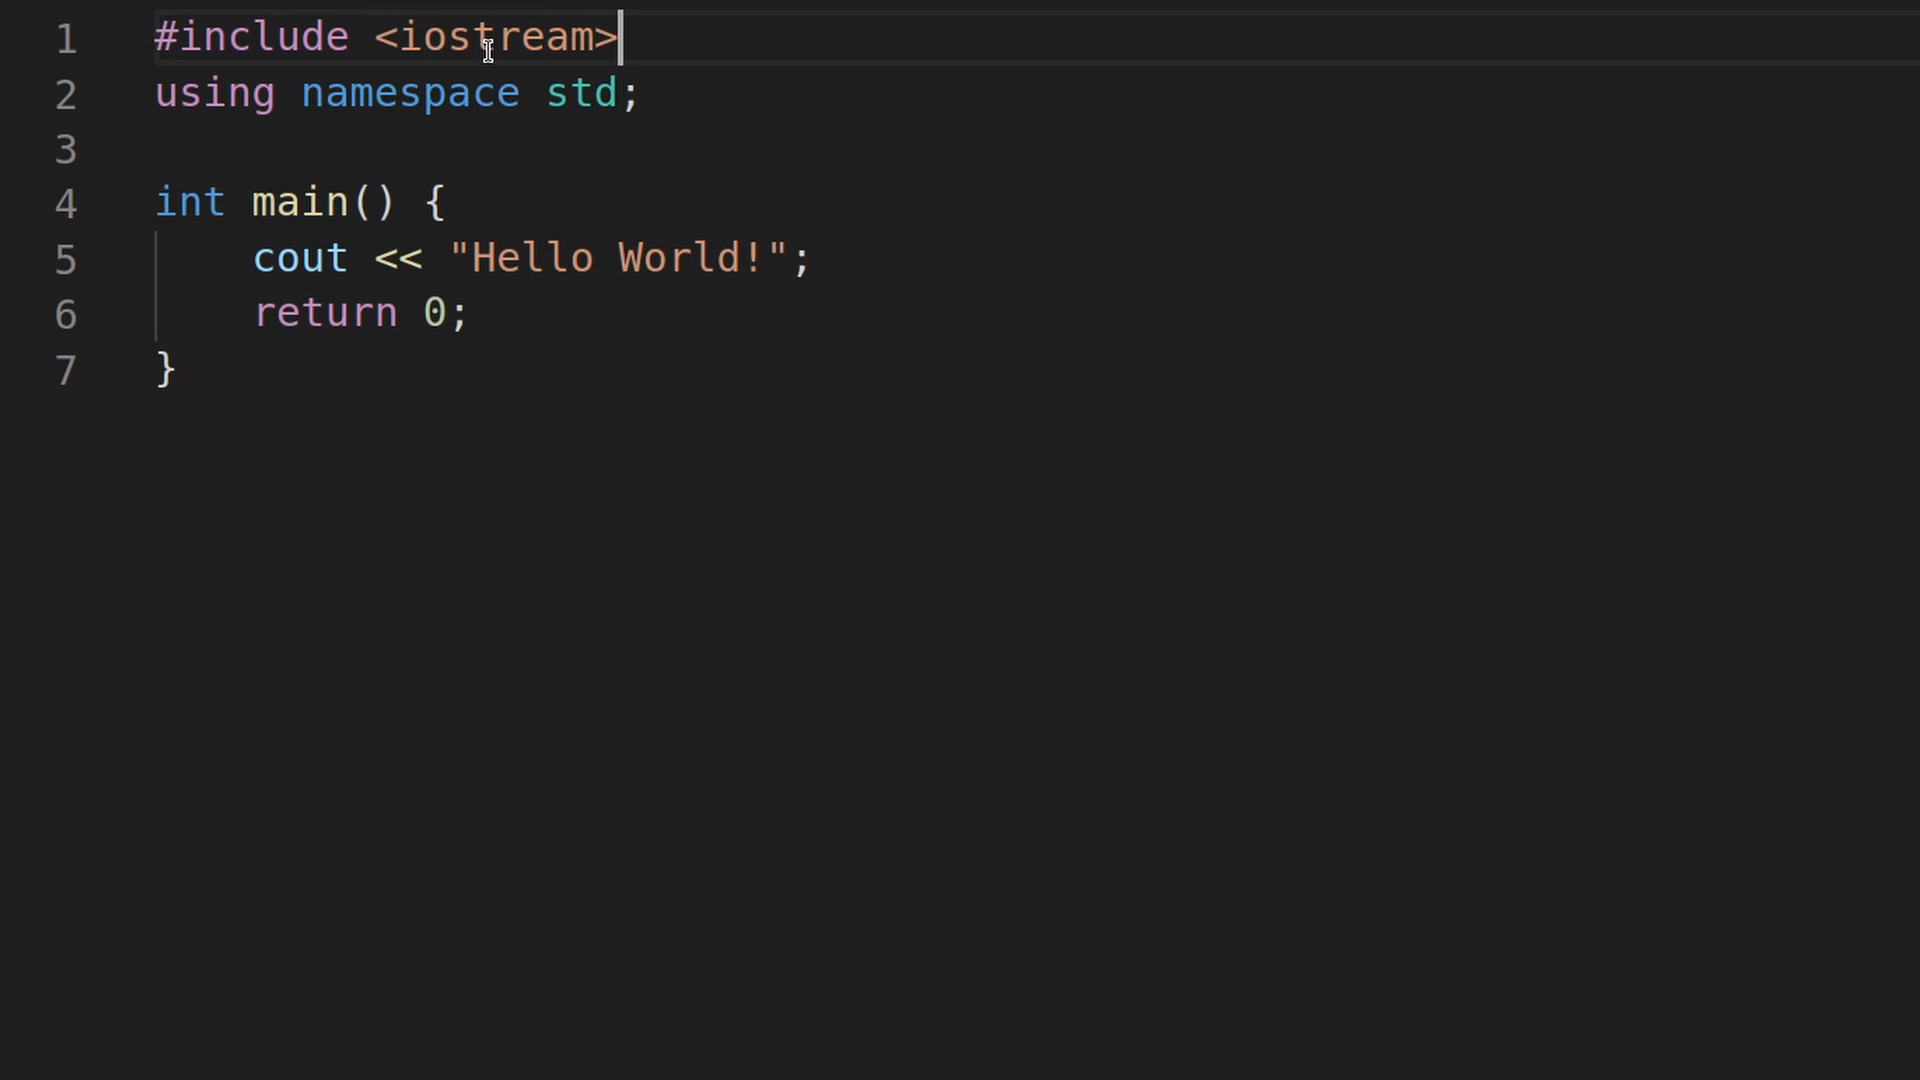 1 #include <iostream>
2 using namespace std;
3
4 int main() {
5     cout << "Hello World!";
6     return 0;
7 }